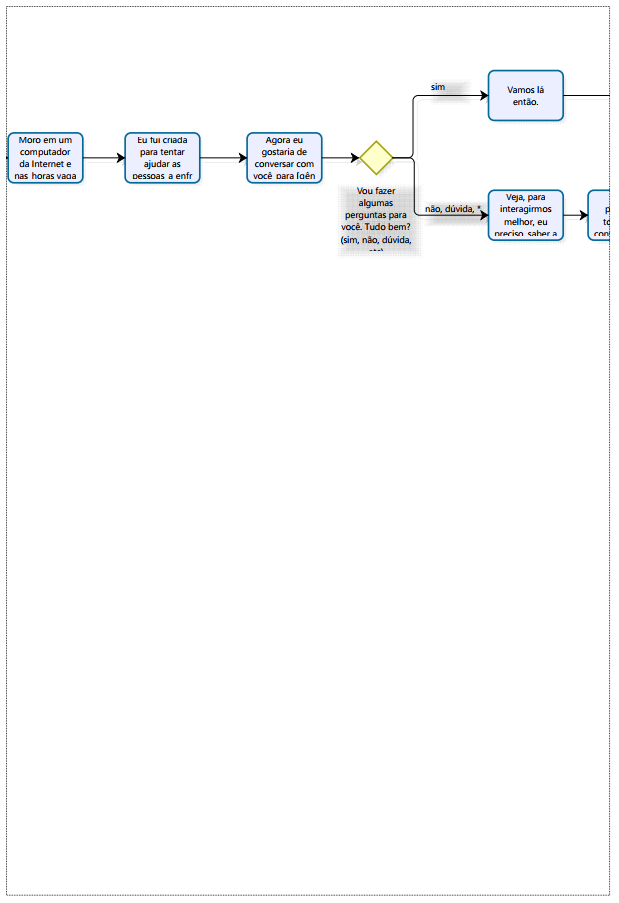 sim
Vamos lá
então.
Moro em um
computador
da Internet e
nas horas vaga
Eu fui criada
para tentar
ajudar as
pessoas a enfr
Agora eu
gostaria de
conversar com
você para
Vou fazer
algumas
perguntas para
você. Tudo bem?
(sim, não, dúvida,
não, dúvida, *
Veja, para
interagirmos
melhor, eu
preciso saber a
p
to
con